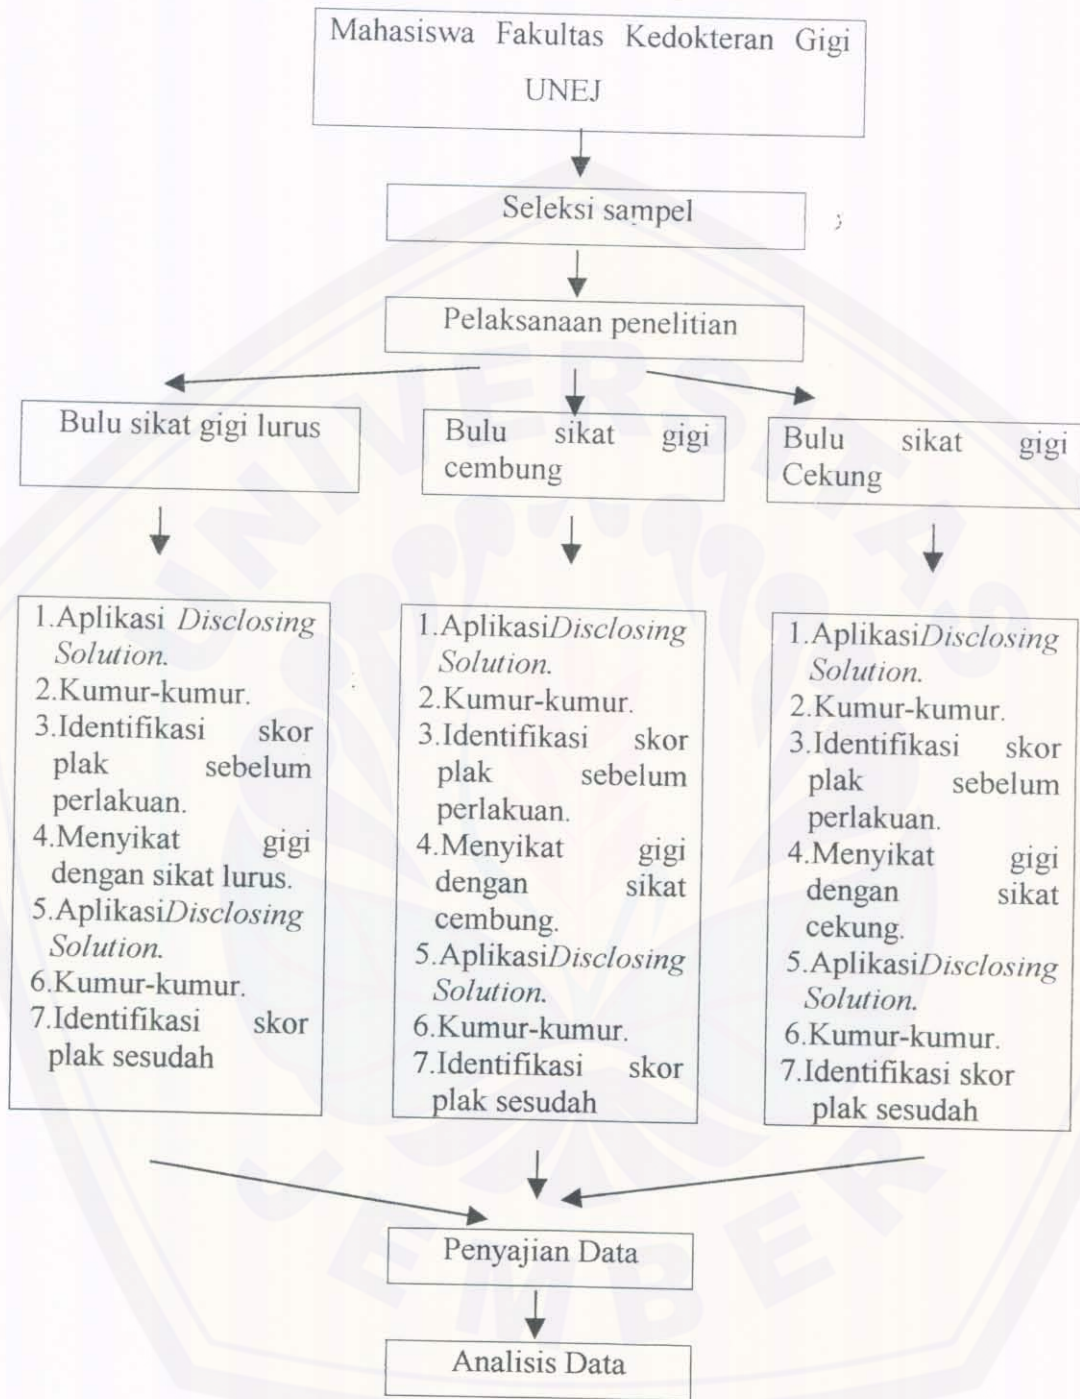 Mahasiswa Fakultas Kedokteran Gigi
UNEJ
Seleksi sampel
Pelaksanaan penelitian
Bulu sikat gigi lurus
Bulu sikat gigi
cembung
Bulu sikat gigi
Cekung
1.Aplikasi Disclosing
Solution.
2.Kumur-kumur.
3.Identifikasi skor
plak sebelum
perlakuan.
4.Menyikat gigi
dengan sikat lurus.
5.AplikasiDisclosing
Solution.
6.Kumur-kumur.
7.Identifikasi skor
plak sesudah
1.AplikasiDisclosing
Solution.
2.Kumur-kumur.
3.Identifikasi skor
plak sebelum
perlakuan.
4.Menyikat gigi
dengan sikat
cembung.
5.AplikasiDisclosing
Solution.
6.Kumur-kumur.
7.Identifikasi skor
plak sesudah
1.AplikasiDisclosing
Solution.
2.Kumur-kumur.
3.Identifikasi skor
plak sebelum
perlakuan.
4.Menyikat gigi
dengan sikat
cekung.
5.AplikasiDisclosing
Solution.
6.Kumur-kumur.
7.Identifikasi skor
plak sesudah
Penyajian Data
Analisis Data
UNIVERSITAS
JEMBER